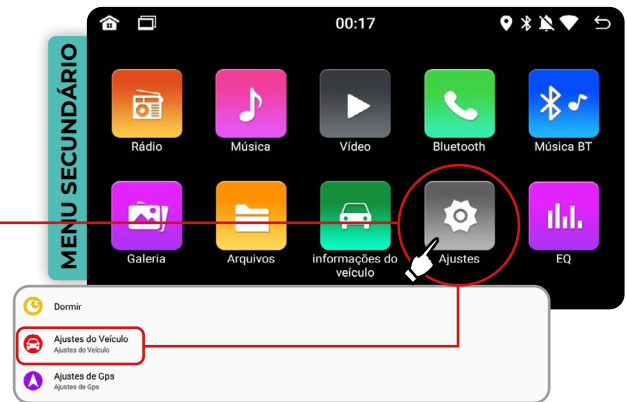 MENU SECUNDÁRIO
00:17
Rádio
Música
Vídeo
Bluetooth
Música BT
Galeria
Arquivos
informações do
veículo
Ajustes
EQ
Dormir
Ajustes do Veículo
Ajustes do Veículo
Ajustes de Gps
Ajustes de Gps